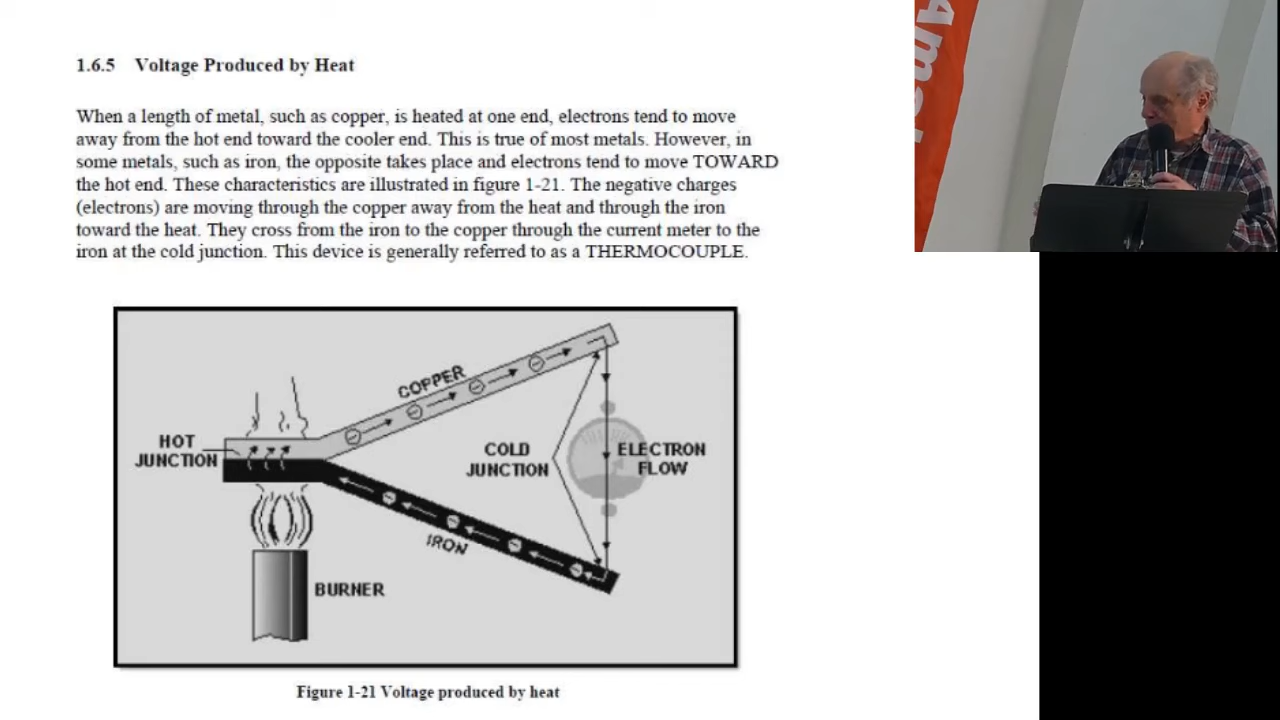 1.6.5 Voltage Produced by Heat
When a length of metal, such as copper, is heated at one end, electrons tend to move
away from the hot end toward the cooler end. This is true of most metals. However, in
some metals, such as iron, the opposite takes place and electrons tend to move TOWARD
the hot end. These characteristics are illustrated in figure 1-21. The negative charges
(electrons) are moving through the copper away from the heat and through the iron
toward the heat. They cross from the iron to the copper through the current meter to the
iron at the cold junction. This device is generally referred to as a THERMOCOUPLE.
COPPER
HOT
JUNCTION
COLD
JUNCTION
ELECTRON
FLOW
IRON
BURNER
Figure 1-21 Voltage produced by heat